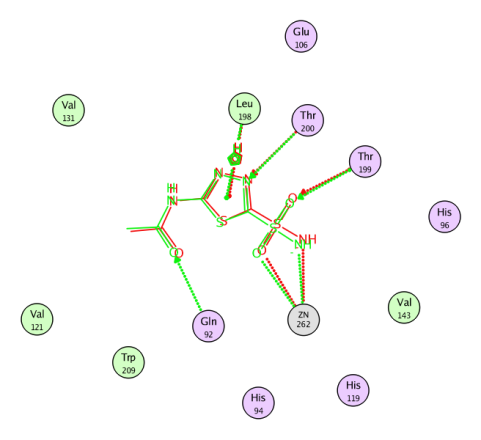 Glu
106
Val
131
Leu
198
Thr
200
H
Thr
199
N
N
H
N
O
His
96
S
S
NH
O
O
Val
143
ZN
262
Val
121
Gln
92
Trp
209
His
119
His
94